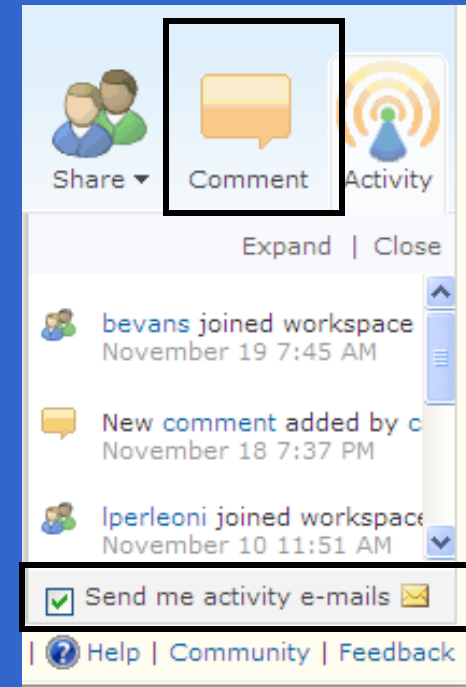 Share Comment Activity
Expand | Close
bevans joined workspace
November 19 7:45 AM
New comment added by c
November 18 7:37 PM
lperleoni joined workspace
November 10 11:51 AM
Send me activity e-mails
| Help | Community | Feedback